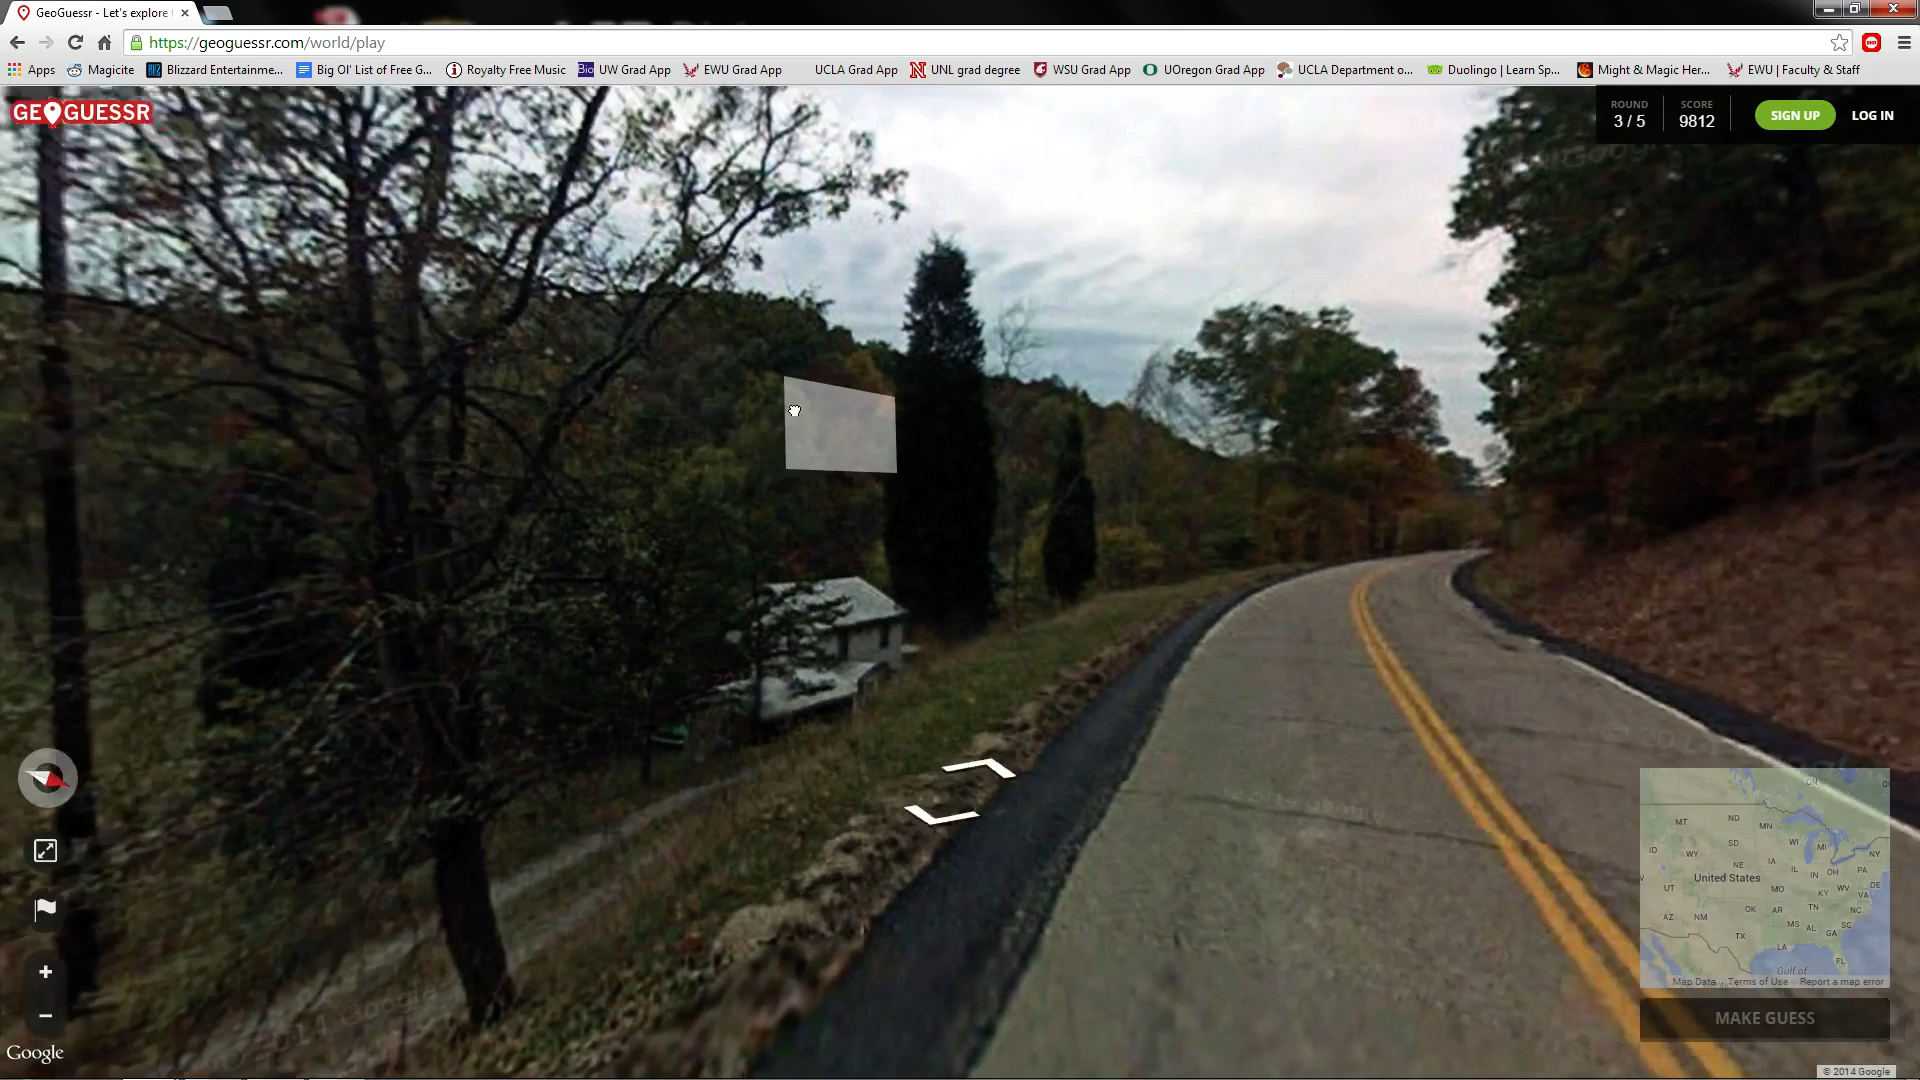 GeoGuessr - Let's explore
https://geoguessr.com/world/play
Apps Magicite Blizzard Entertainme... Big Ol' List of Free G... Royalty Free Music Bio UW Grad App EWU Grad App UCLA Grad App N UNL grad degree WSU Grad App O UOregon Grad App UCLA Department o... Duolingo | Learn Sp... Might & Magic Her... EWU | Faculty & Staff
GEOGUESSR
ROUND
3 / 5
SCORE
9812
SIGN UP
LOG IN
ON
MT
ND
MN
ID
WY
SD
WI
MI
NY
NE
IA
IL
IN
OH
PA
United States
UT
MO
KY
WV
VA
DE
AZ
NM
OK
AR
TN
NC
MS
AL
SC
TX
GA
LA
FL
Gulf of
Map Data Terms of Use Report a map error
MAKE GUESS
+
−
Google
© 2014 Google